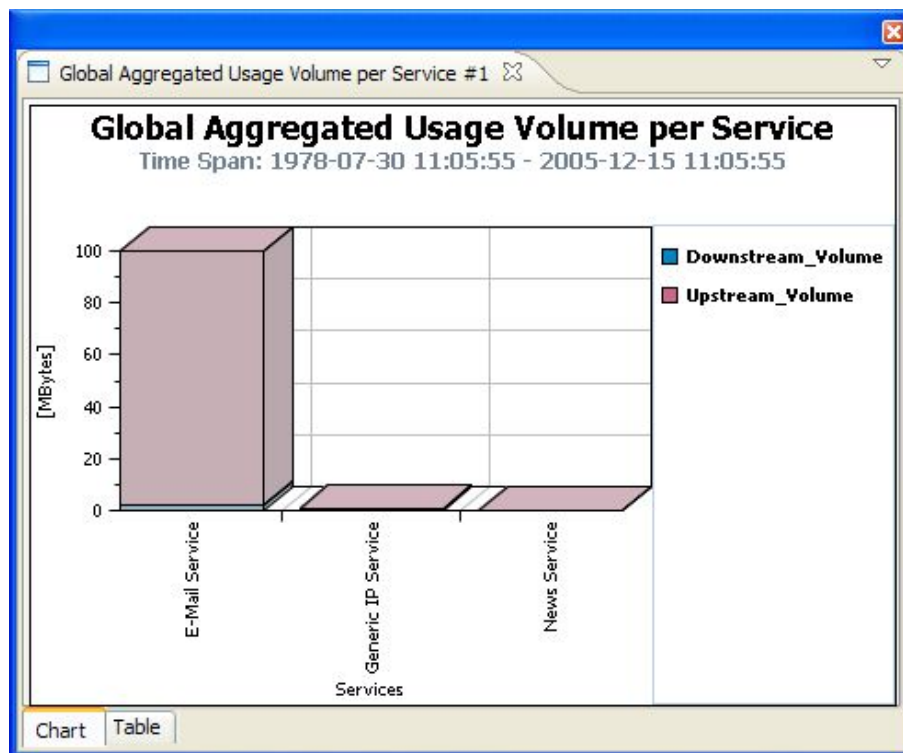 Global Aggregated Usage Volume per Service #1
Global Aggregated Usage Volume per Service
Time Span: 1978-07-30 11:05:55 - 2005-12-15 11:05:55
100
80
60
40
20
0
[MBytes]
E-Mail Service
Generic IP Service
News Service
Services
Downstream_Volume
Upstream_Volume
Chart
Table